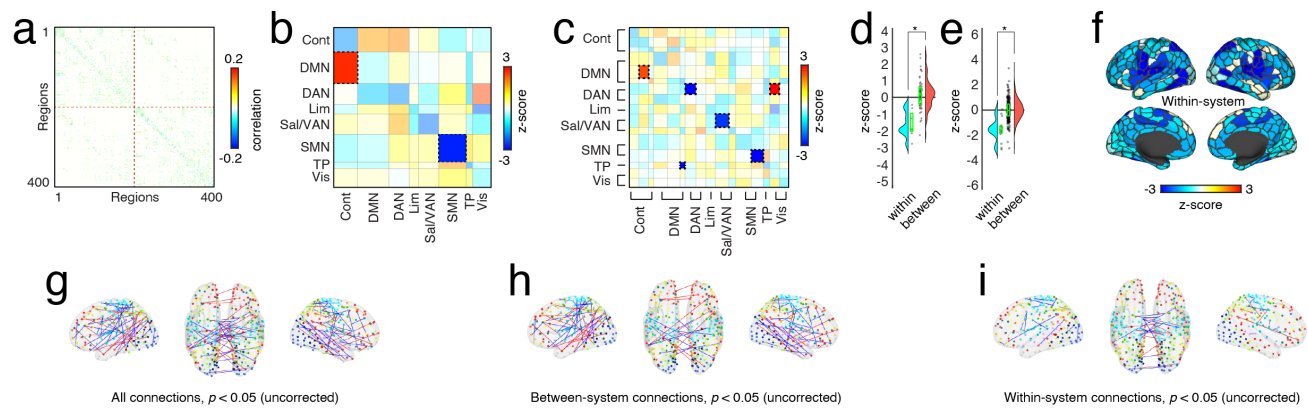 a
1
Regions
400
1
Regions
400
0.2
correlation
-0.2
b
Cont
DMN
DAN
Lim
Sal/VAN
SMN
TP
Vis
Cont
DMN
DAN
Lim
Sal/VAN
SMN
TP
Vis
3
z-score
-3
c
Cont
DMN
DAN
Lim
Sal/VAN
SMN
TP
Vis
Cont
DMN
DAN
Lim
Sal/VAN
SMN
TP
Vis
3
z-score
-3
d
z-score
4
3
2
1
0
-1
-2
-3
-4
-5
*
within
between
e
z-score
6
4
2
0
-2
-4
-6
*
within
between
f
Within-system
-3
3
z-score
g
All connections, p < 0.05 (uncorrected)
h
Between-system connections, p < 0.05 (uncorrected)
i
Within-system connections, p < 0.05 (uncorrected)